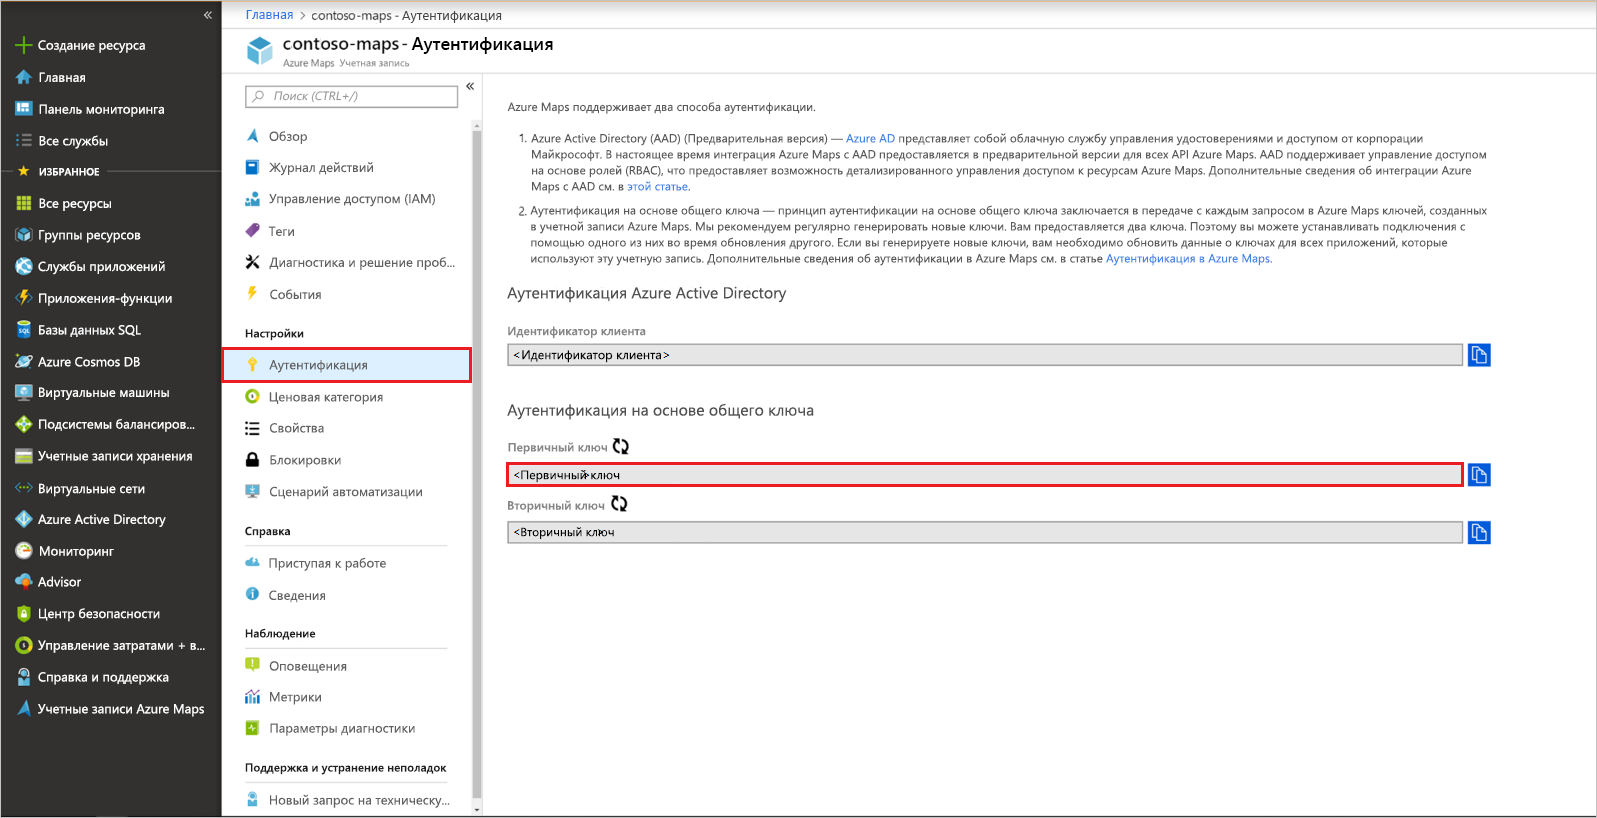 Создание ресурса
Главная
Панель мониторинга
Все службы
ИЗБРАННОЕ
Все ресурсы
Группы ресурсов
Службы приложений
Приложения-функции
Базы данных SQL
Azure Cosmos DB
Виртуальные машины
Подсистемы балансиров...
Учетные записи хранения
Виртуальные сети
Azure Active Directory
Мониторинг
Advisor
Центр безопасности
Управление затратами + в...
Справка и поддержка
Учетные записи Azure Maps
Главная > contoso-maps - Аутентификация
contoso-maps - Аутентификация
Azure Maps Учетная запись
Поиск (CTRL+/)
Обзор
Журнал действий
Управление доступом (IAM)
Теги
Диагностика и решение проб...
События
Настройки
Аутентификация
Ценовая категория
Свойства
Блокировки
Сценарий автоматизации
Справка
Приступая к работе
Сведения
Наблюдение
Оповещения
Метрики
Параметры диагностики
Поддержка и устранение неполадок
Новый запрос на техническу...
Azure Maps поддерживает два способа аутентификации.
1. Azure Active Directory (AAD) (Предварительная версия) — Azure AD представляет собой облачную службу управления удостоверениями и доступом от корпорации
Майкрософт. В настоящее время интеграция Azure Maps с AAD предоставляется в предварительной версии для всех API Azure Maps. AAD поддерживает управление доступом
на основе ролей (RBAC), что предоставляет возможность детализированного управления доступом к ресурсам Azure Maps. Дополнительные сведения об интеграции Azure
Maps с AAD см. в этой статье.
2. Аутентификация на основе общего ключа — принцип аутентификации на основе общего ключа заключается в передаче с каждым запросом в Azure Maps ключей, созданных
в учетной записи Azure Maps. Мы рекомендуем регулярно генерировать новые ключи. Вам предоставляется два ключа. Поэтому вы можете устанавливать подключения с
помощью одного из них во время обновления другого. Если вы генерируете новые ключи, вам необходимо обновить данные о ключах для всех приложений, которые
используют эту учетную запись. Дополнительные сведения об аутентификации в Azure Maps см. в статье Аутентификация в Azure Maps.
Аутентификация Azure Active Directory
Идентификатор клиента
<Идентификатор клиента>
Аутентификация на основе общего ключа
Первичный ключ
<Первичный>ключ
Вторичный ключ
<Вторичный ключ